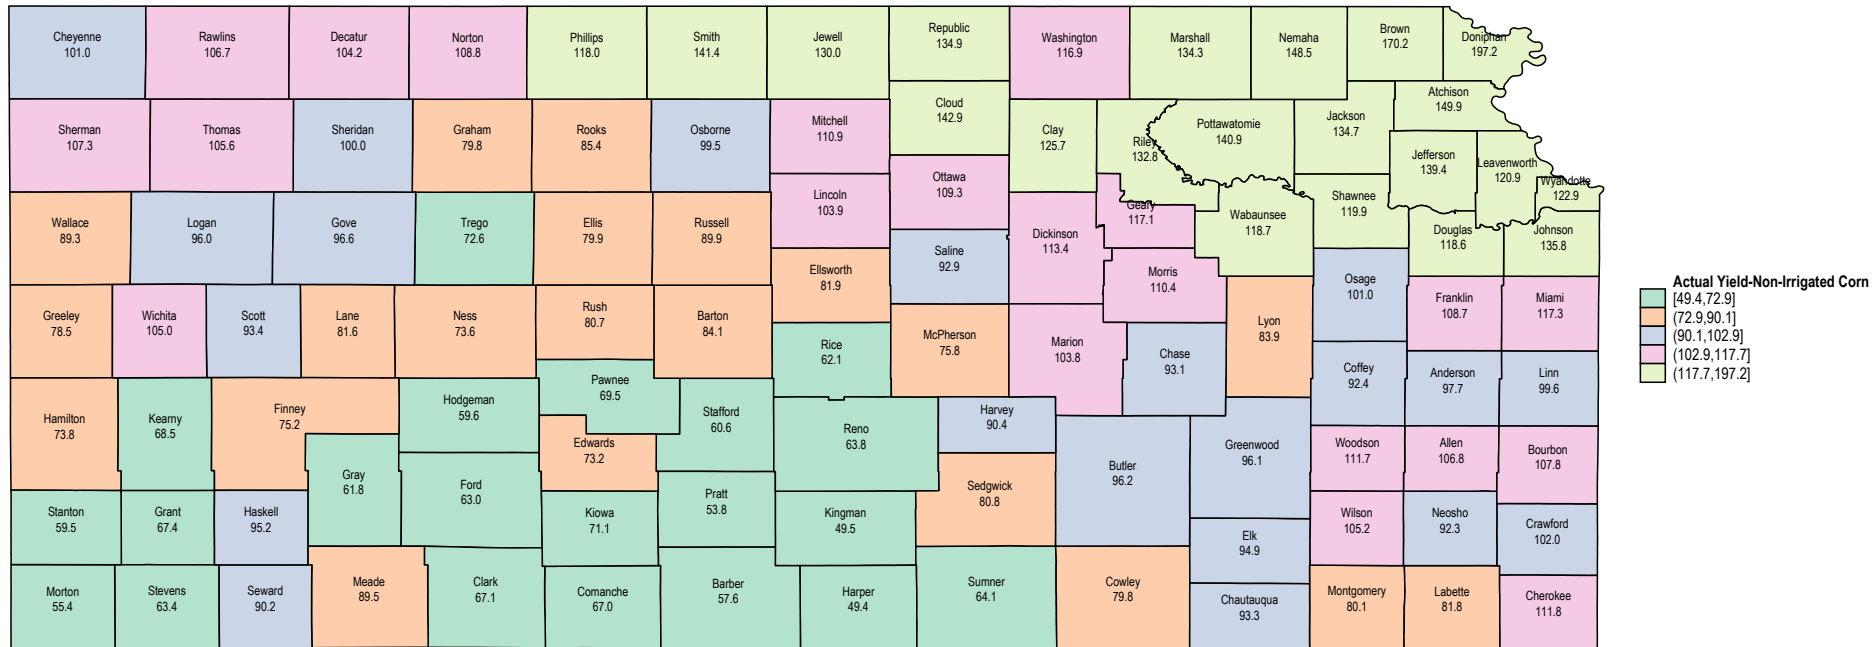 Cheyenne
101.0
Rawlins
106.7
Decatur
104.2
Norton
108.8
Phillips
118.0
Smith
141.4
Jewell
130.0
Republic
134.9
Washington
116.9
Marshall
134.3
Nemaha
148.5
Brown
170.2
Doniphan
197.2
Sherman
107.3
Thomas
105.6
Sheridan
100.0
Graham
79.8
Rooks
85.4
Osborne
99.5
Mitchell
110.9
Cloud
142.9
Clay
125.7
Riley
132.8
Pottawatomie
140.9
Jackson
134.7
Atchison
149.9
Jefferson
139.4
Leavenworth
120.9
Wyandotte
122.9
Wallace
89.3
Logan
96.0
Gove
96.6
Trego
72.6
Ellis
79.9
Russell
89.9
Lincoln
103.9
Ottawa
109.3
Saline
92.9
Dickinson
113.4
Geary
117.1
Wabaunsee
118.7
Shawnee
119.9
Douglas
118.6
Johnson
135.8
Ellsworth
81.9
Morris
110.4
Osage
101.0
Franklin
108.7
Miami
117.3
Greeley
78.5
Wichita
105.0
Scott
93.4
Lane
81.6
Ness
73.6
Rush
80.7
Barton
84.1
Rice
62.1
McPherson
75.8
Marion
103.8
Chase
93.1
Lyon
83.9
Coffey
92.4
Anderson
97.7
Linn
99.6
Hamilton
73.8
Kearny
68.5
Finney
75.2
Hodgeman
59.6
Pawnee
69.5
Stafford
60.6
Reno
63.8
Harvey
90.4
Butler
96.2
Greenwood
96.1
Woodson
111.7
Allen
106.8
Bourbon
107.8
Gray
61.8
Ford
63.0
Edwards
73.2
Pratt
53.8
Kingman
49.5
Sedgwick
80.8
Stanton
59.5
Grant
67.4
Haskell
95.2
Kiowa
71.1
Elk
94.9
Wilson
105.2
Neosho
92.3
Crawford
102.0
Morton
55.4
Stevens
63.4
Seward
90.2
Meade
89.5
Clark
67.1
Comanche
67.0
Barber
57.6
Harper
49.4
Sumner
64.1
Cowley
79.8
Chautauqua
93.3
Montgomery
80.1
Labette
81.8
Cherokee
111.8
Actual Yield-Non-Irrigated Corn
[49.4,72.9]
(72.9,90.1]
(90.1,102.9]
(102.9,117.7]
(117.7,197.2]